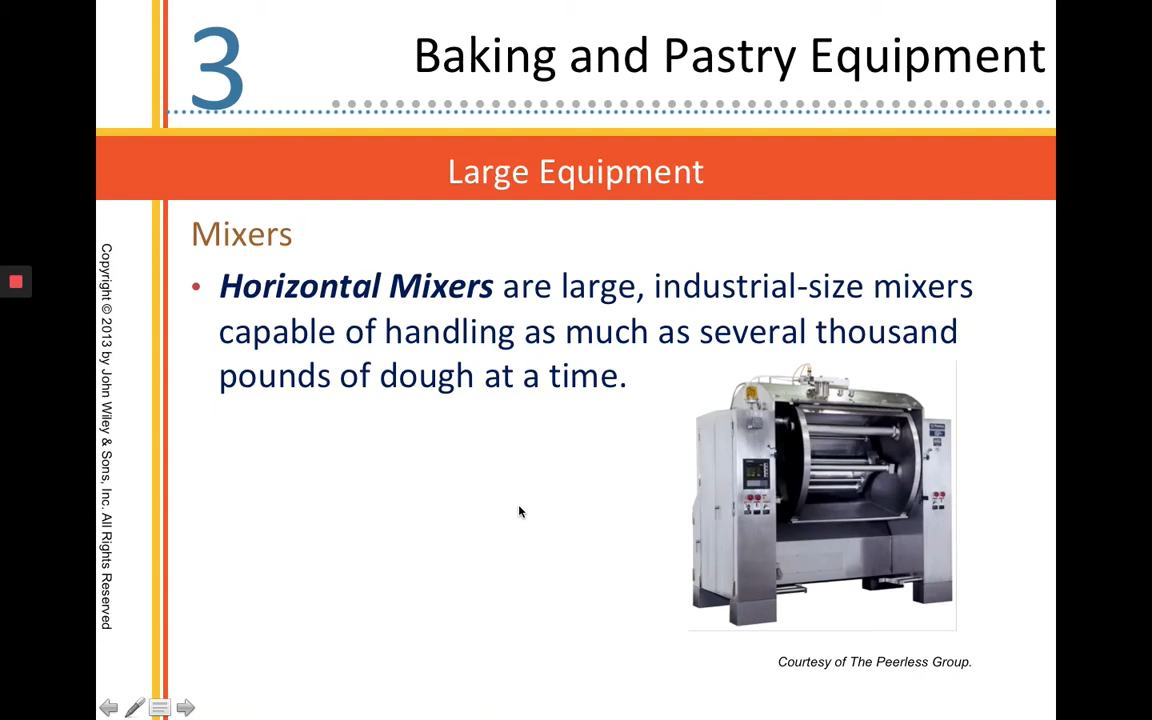 3
Baking and Pastry Equipment
Large Equipment
Mixers
• Horizontal Mixers are large, industrial-size mixers
capable of handling as much as several thousand
pounds of dough at a time.
Courtesy of The Peerless Group.
Copyright © 2013 by John Wiley & Sons, Inc. All Rights Reserved